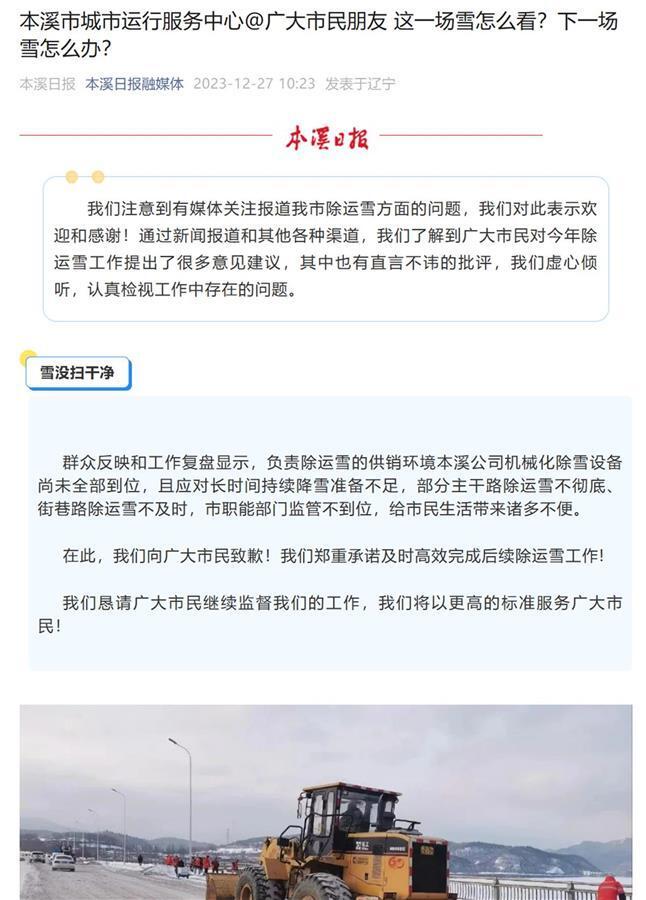 本溪市城市运行服务中心@广大市民朋友 这一场雪怎么看？下一场
雪怎么办？
本溪日报 本溪日报融媒体 2023-12-27 10:23 发表于辽宁
本溪日报
我们注意到有媒体关注报道我市除运雪方面的问题，我们对此表示欢
迎和感谢！通过新闻报道和其他各种渠道，我们了解到广大市民对今年除
运雪工作提出了很多意见建议，其中也有直言不讳的批评，我们虚心倾
听，认真检视工作中存在的问题。
雪没扫干净
群众反映和工作复盘显示，负责除运雪的供销环境本溪公司机械化除雪设备
尚未全部到位，且应对长时间持续降雪准备不足，部分主干路除运雪不彻底、
街巷路除运雪不及时，市职能部门监管不到位，给市民生活带来诸多不便。
在此，我们向广大市民致歉！我们郑重承诺及时高效完成后续除运雪工作！
我们恳请广大市民继续监督我们的工作，我们将以更高的标准服务广大市
民！